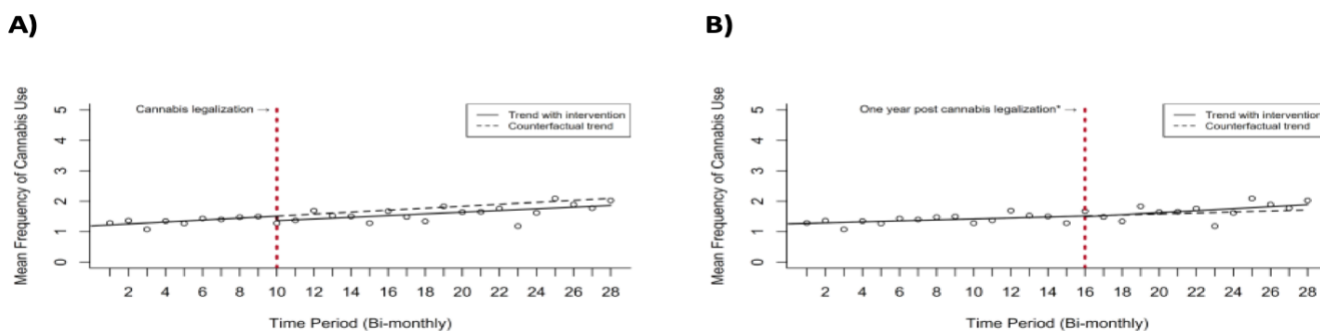 A)
Mean Frequency of Cannabis Use
5
4
3
2
1
0
Cannabis legalization →
Trend with intervention
Counterfactual trend
2 4 6 8 10 12 14 16 18 20 22 24 26 28
Time Period (Bi-monthly)
B)
Mean Frequency of Cannabis Use
5
4
3
2
1
0
One year post cannabis legalization* →
Trend with intervention
Counterfactual trend
2 4 6 8 10 12 14 16 18 20 22 24 26 28
Time Period (Bi-monthly)